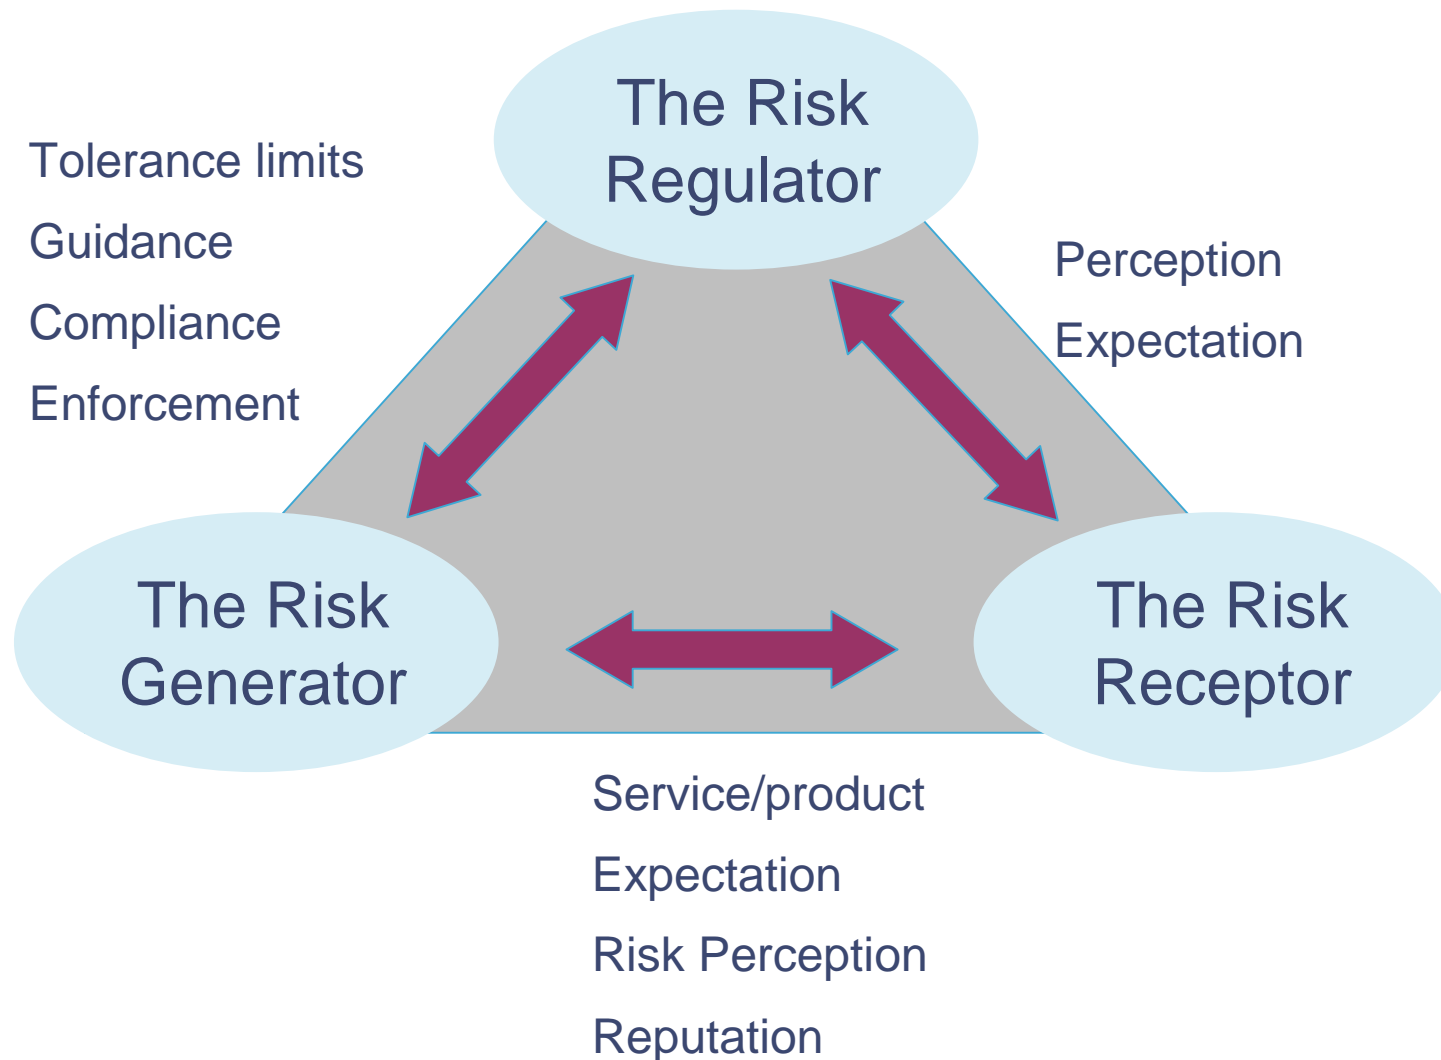 The Risk
Regulator
Tolerance limits
Guidance
Compliance
Enforcement
Perception
Expectation
The Risk
Generator
The Risk
Receptor
Service/product
Expectation
Risk Perception
Reputation